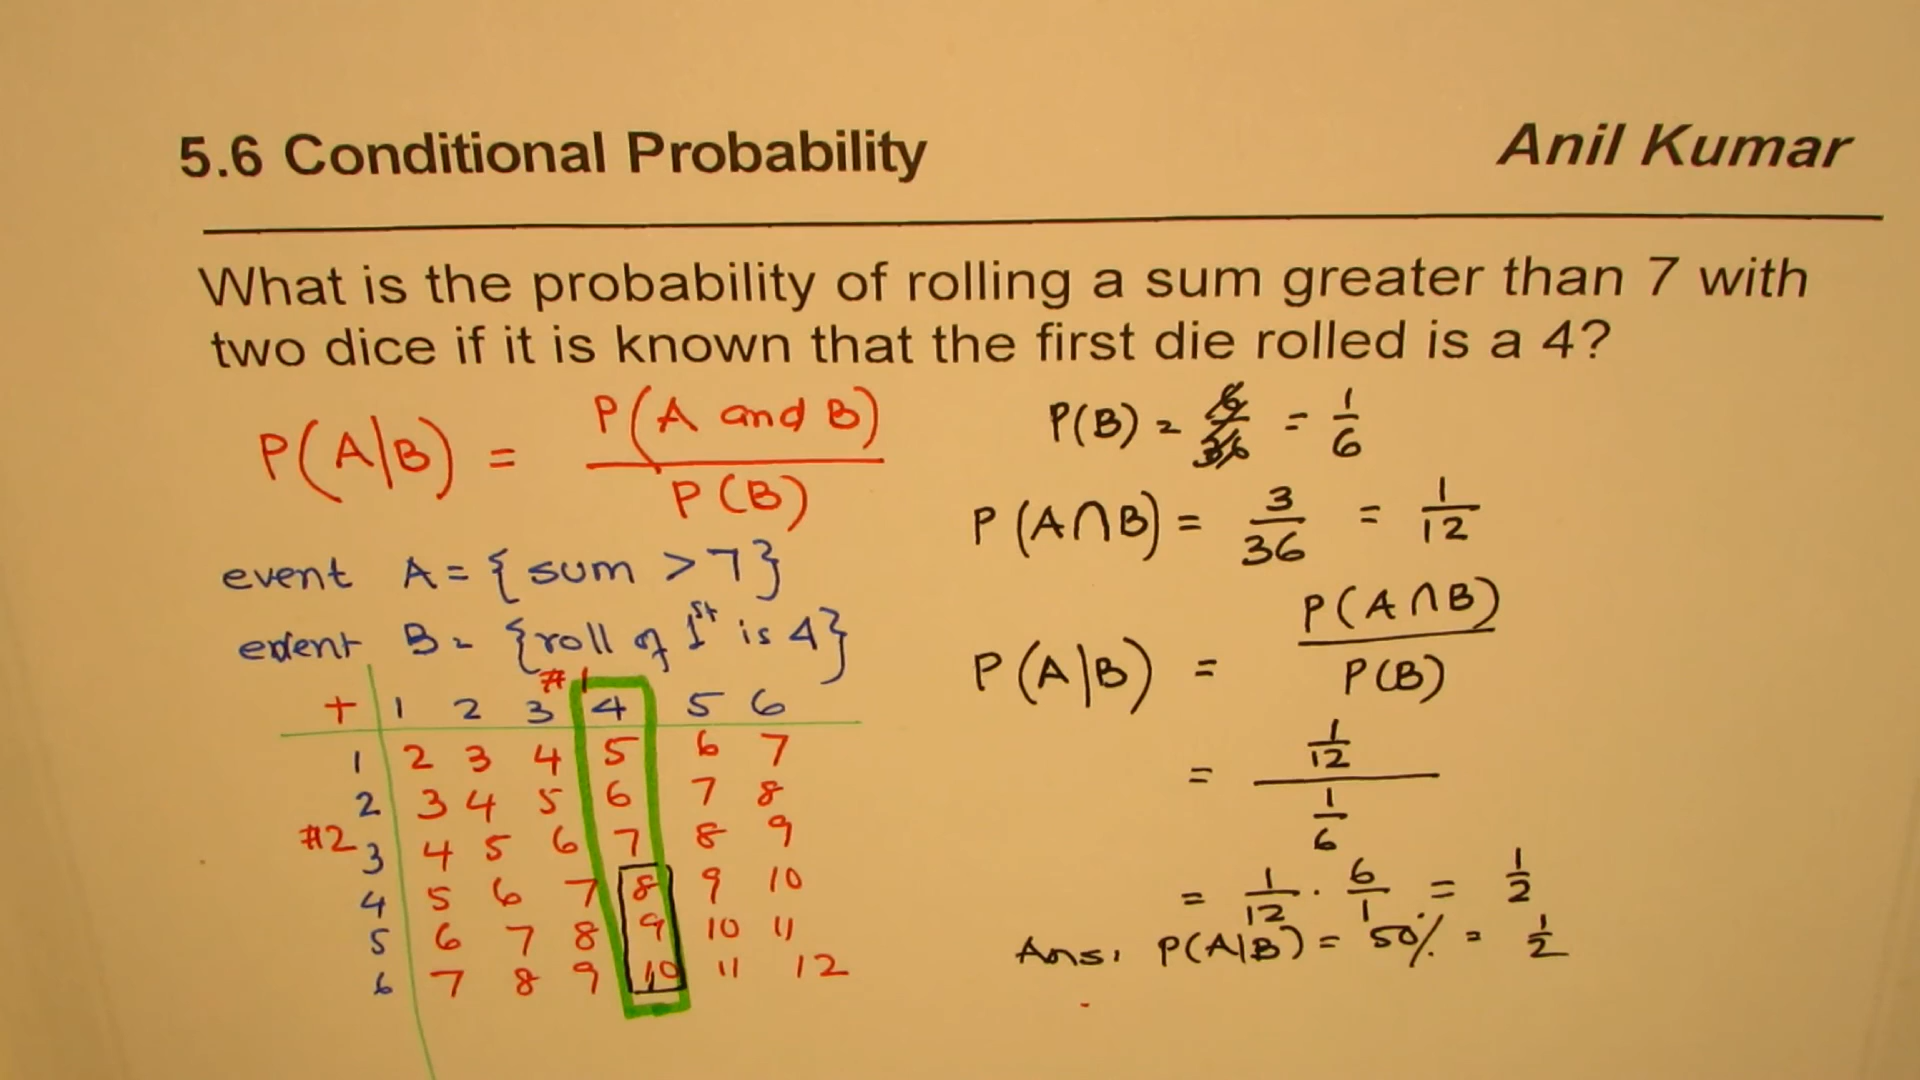 5.6 Conditional Probability
Anil Kumar
What is the probability of rolling a sum greater than 7 with
two dice if it is known that the first die rolled is a 4?
P(A|B) = P(A and B) / P(B)
event A = { sum > 7}
event B = {roll of 1st is 4}
#1
+ 1 2 3 4 5 6
1 2 3 4 5 6 7
2 3 4 5 6 7 8
#2
3 4 5 6 7 8 9
4 5 6 7 8 9 10
5 6 7 8 9 10 11
6 7 8 9 10 11 12
P(B) = 6/36 = 1/6
P(A∩B) = 3/36 = 1/12
P(A|B) = P(A∩B) / P(B)
= 1/12 / 1/6
= 1/12 · 6/1 = 1/2
Ans: P(A|B) = 50% = 1/2